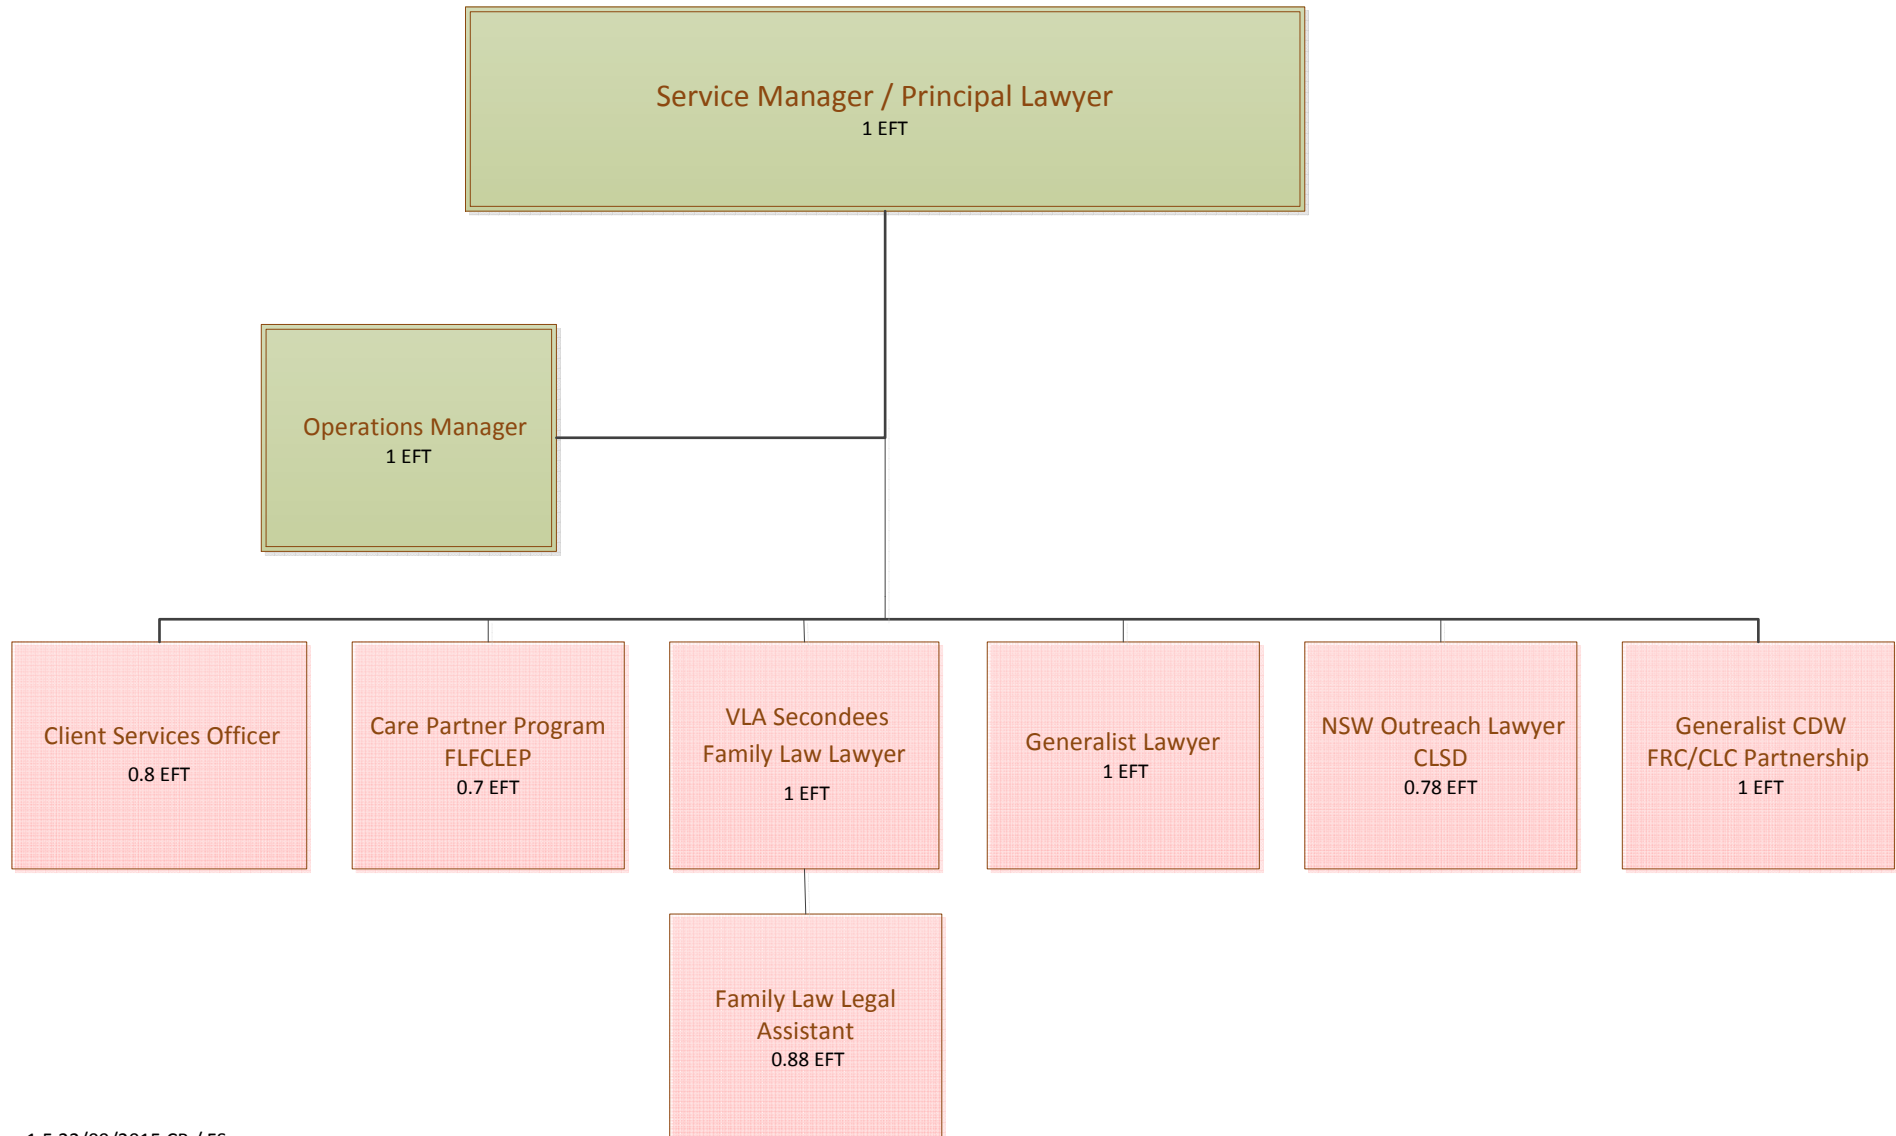 Service Manager / Principal Lawyer
1 EFT
Operations Manager
1 EFT
Client Services Officer
0.8 EFT
Care Partner Program
FLFCLEP
0.7 EFT
VLA Secondees
Family Law Lawyer
1 EFT
Generalist Lawyer
1 EFT
NSW Outreach Lawyer
CLSD
0.78 EFT
Generalist CDW
FRC/CLC Partnership
1 EFT
Family Law Legal
Assistant
0.88 EFT